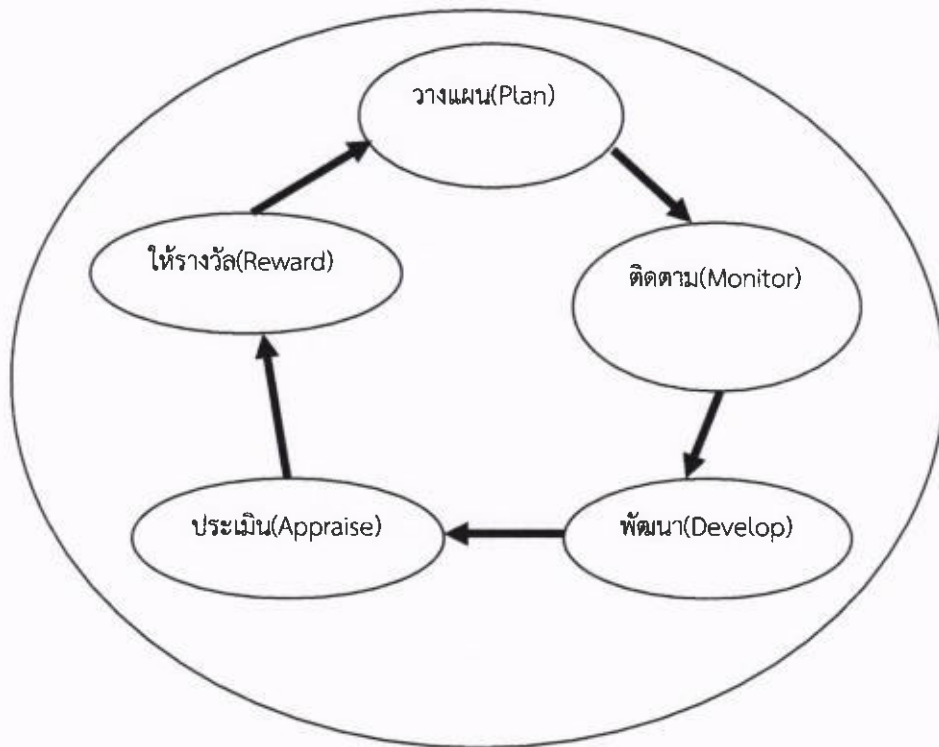 วางแผน(Plan)
ให้รางวัล(Reward)
ติดตาม(Monitor)
ประเมิน(Appraise)
พัฒนา(Develop)